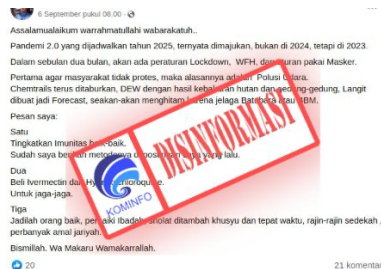 6 September pukul 08.00
Assalamualaikum warrahmatullahi wabarakatuh..
Pandemi 2.0 yang dijadwalkan tahun 2025, ternyata dimajukan, bukan di 2024, tetapi di 2023.
Dalam sebulan dua bulan, akan ada peraturan Lockdown, WFH, dan aturan pakai Masker.
Pertama agar masyarakat tidak protes, maka alasannya adalah Polusi Udara.
Chemtrails terus ditaburkan, DEW dengan hasil kebakaran hutan dan gedung-gedung, Langit
dibuat jadi Forecast, seakan-akan menghitam karena jelaga Batubara atau BBM.
Pesan saya:
Satu
Tingkatkan Imunitas baik-baik.
Sudah saya metodenya di yang lalu.
Dua
Beli Ivermectin dan
Untuk jaga-jaga.
Tiga
Jadilah orang baik, perbaiki Ibadah, sholat ditambah khusyu dan tepat waktu, rajin-rajin sedekah,
perbanyak amal jariyah.
Bismillah. Wa Makaru Wamakarrallah.
20
21 komentar
DISINFORMASI
KOMINFO